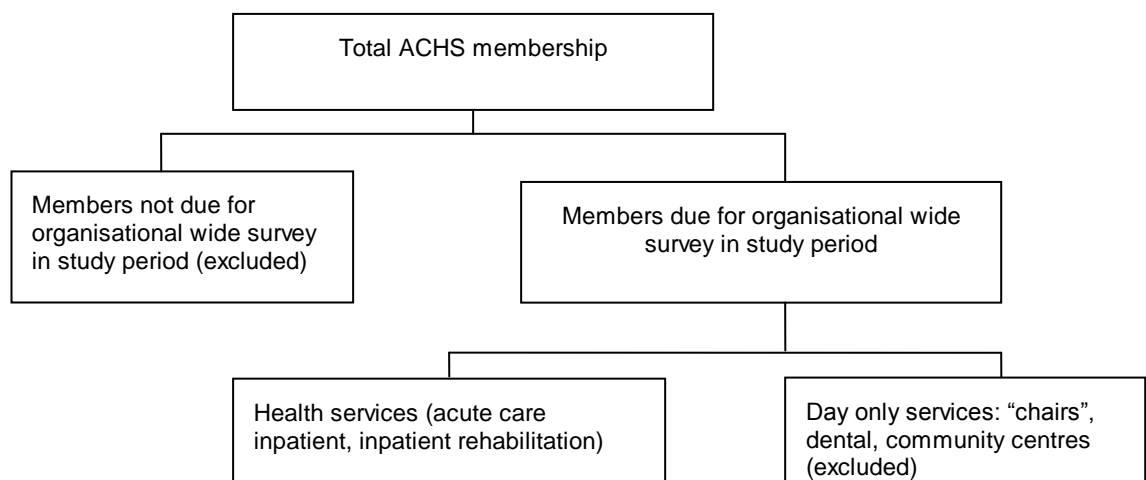 Total ACHS membership
Members not due for
organisational wide survey
in study period (excluded)
Members due for organisational wide
survey in study period
Health services (acute care
inpatient, inpatient rehabilitation)
Day only services: “chairs”,
dental, community centres
(excluded)